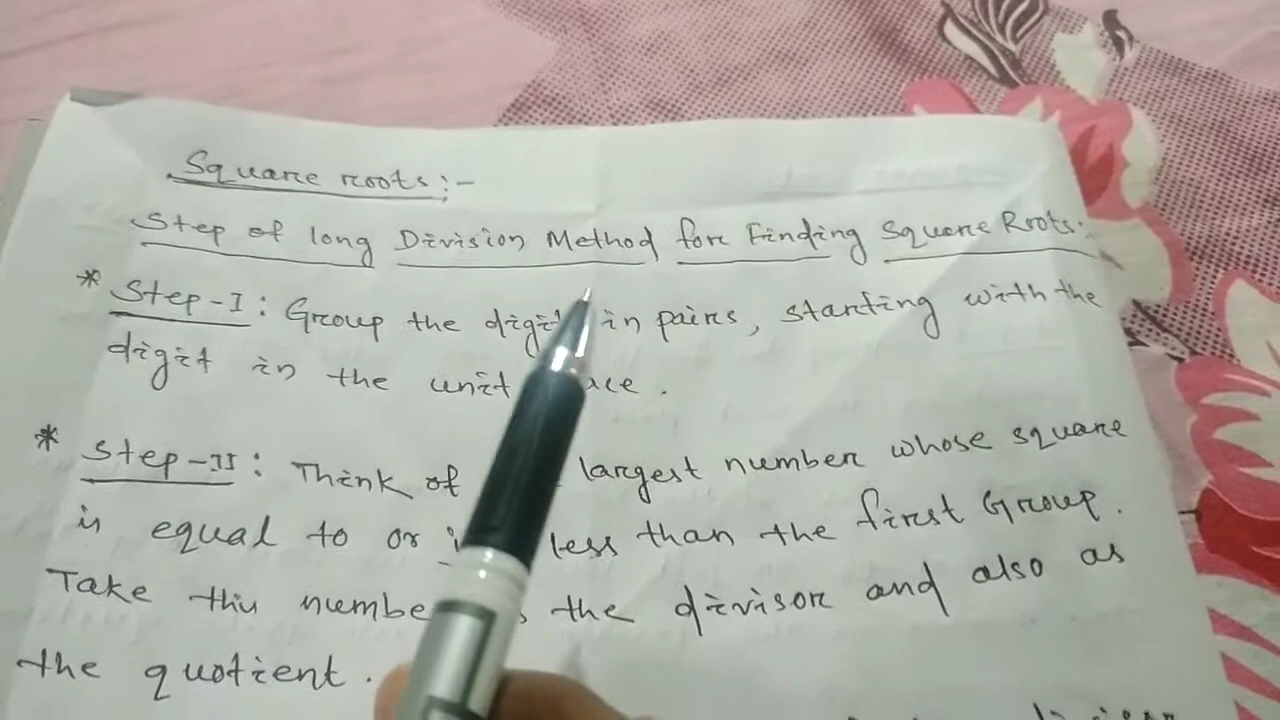 Square roots:-
Step of long Division Method for Finding Square Roots.
* Step-I: Group the digit in pairs, starting with the
digit in the unit
* Step-II: Think of largest number whose square
is equal to or less than the first Group.
Take this the divisor and also as
the quotient.